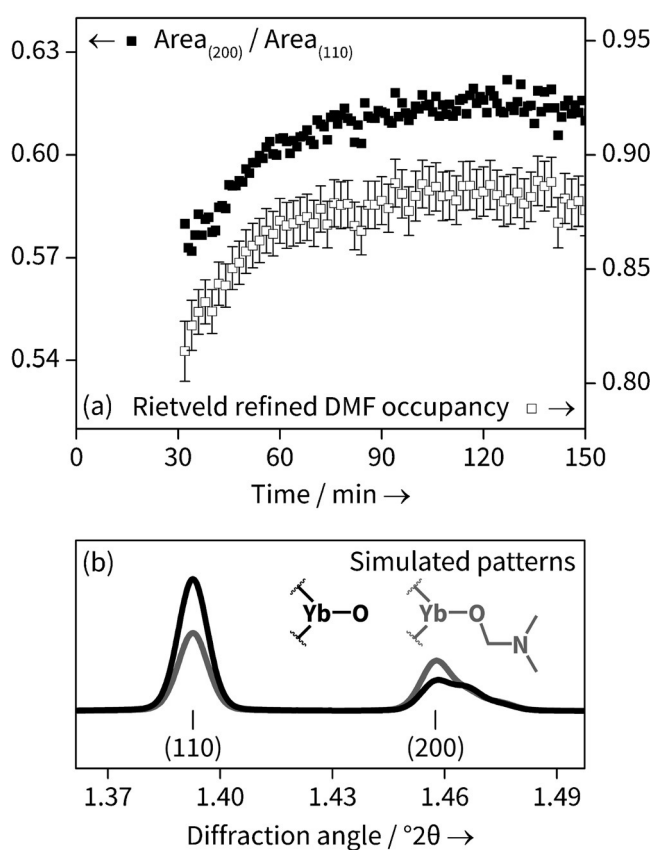 0.63
0.60
0.57
0.54
← ■ Area(200) / Area(110)
0.95
0.90
0.85
0.80
(a) Rietveld refined DMF occupancy □ →
0 30 60 90 120 150
Time / min →
(b) Simulated patterns
Yb O
Yb O
N
(110) (200)
1.37 1.40 1.43 1.46 1.49
Diffraction angle / °2θ →